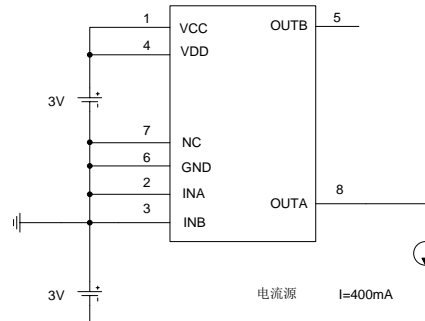 1 VCC OUTB 5
4 VDD
3V
7 NC
6 GND
2 INA
OUTA 8
3 INB
3V
电流源 I=400mA